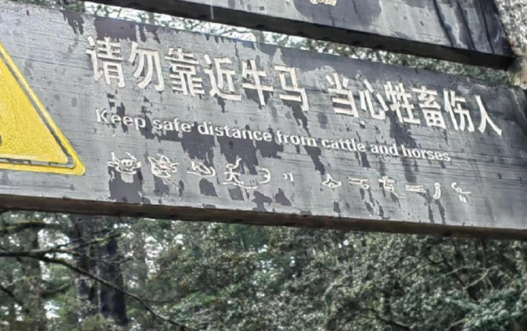 请勿靠近牛马 当心牲畜伤人
Keep safe distance from cattle and horses